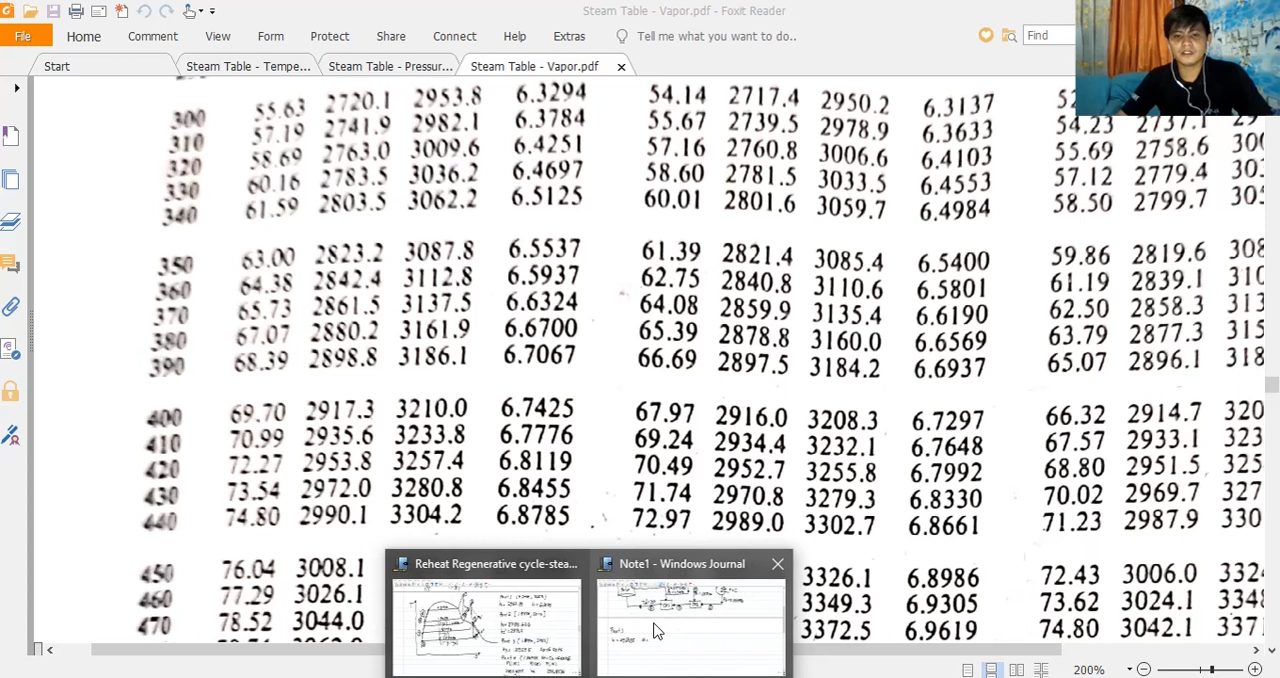 Steam Table - Vapor.pdf - Foxit Reader
File Home Comment View Form Protect Share Connect Help Extras Tell me what you want to do.. Find
Start Steam Table - Tempe... Steam Table - Pressur... Steam Table - Vapor.pdf
300 55.63 2720.1 2953.8 6.3294 54.14 2717.4 2950.2 6.3137
310 57.19 2741.9 2982.1 6.3784 55.67 2739.5 2978.9 6.3633 54.23 2737.1
320 58.69 2763.0 3009.6 6.4251 57.16 2760.8 3006.6 6.4103 55.69 2758.6 300
330 60.16 2783.5 3036.2 6.4697 58.60 2781.5 3033.5 6.4553 57.12 2779.4 303
340 61.59 2803.5 3062.2 6.5125 60.01 2801.6 3059.7 6.4984 58.50 2799.7 305
350 63.00 2823.2 3087.8 6.5537 61.39 2821.4 3085.4 6.5400 59.86 2819.6 308
360 64.38 2842.4 3112.8 6.5937 62.75 2840.8 3110.6 6.5801 61.19 2839.1 310
370 65.73 2861.5 3137.5 6.6324 64.08 2859.9 3135.4 6.6190 62.50 2858.3 313
380 67.07 2880.2 3161.9 6.6700 65.39 2878.8 3160.0 6.6569 63.79 2877.3 315
390 68.39 2898.8 3186.1 6.7067 66.69 2897.5 3184.2 6.6937 65.07 2896.1 318
400 69.70 2917.3 3210.0 6.7425 67.97 2916.0 3208.3 6.7297 66.32 2914.7 320
410 70.99 2935.6 3233.8 6.7776 69.24 2934.4 3232.1 6.7648 67.57 2933.1 323
420 72.27 2953.8 3257.4 6.8119 70.49 2952.7 3255.8 6.7992 68.80 2951.5 325
430 73.54 2972.0 3280.8 6.8455 71.74 2970.8 3279.3 6.8330 70.02 2969.7 327
440 74.80 2990.1 3304.2 6.8785 72.97 2989.0 3302.7 6.8661 71.23 2987.9 330
Reheat Regenerative cycle-stea... Note1 - Windows Journal
450 76.04 3008.1 3326.1 6.8986 72.43 3006.0 332
460 77.29 3026.1 3349.3 6.9305 73.62 3024.1 334
470 78.52 3044.0 3372.5 6.9619 74.80 3042.1 337
200%